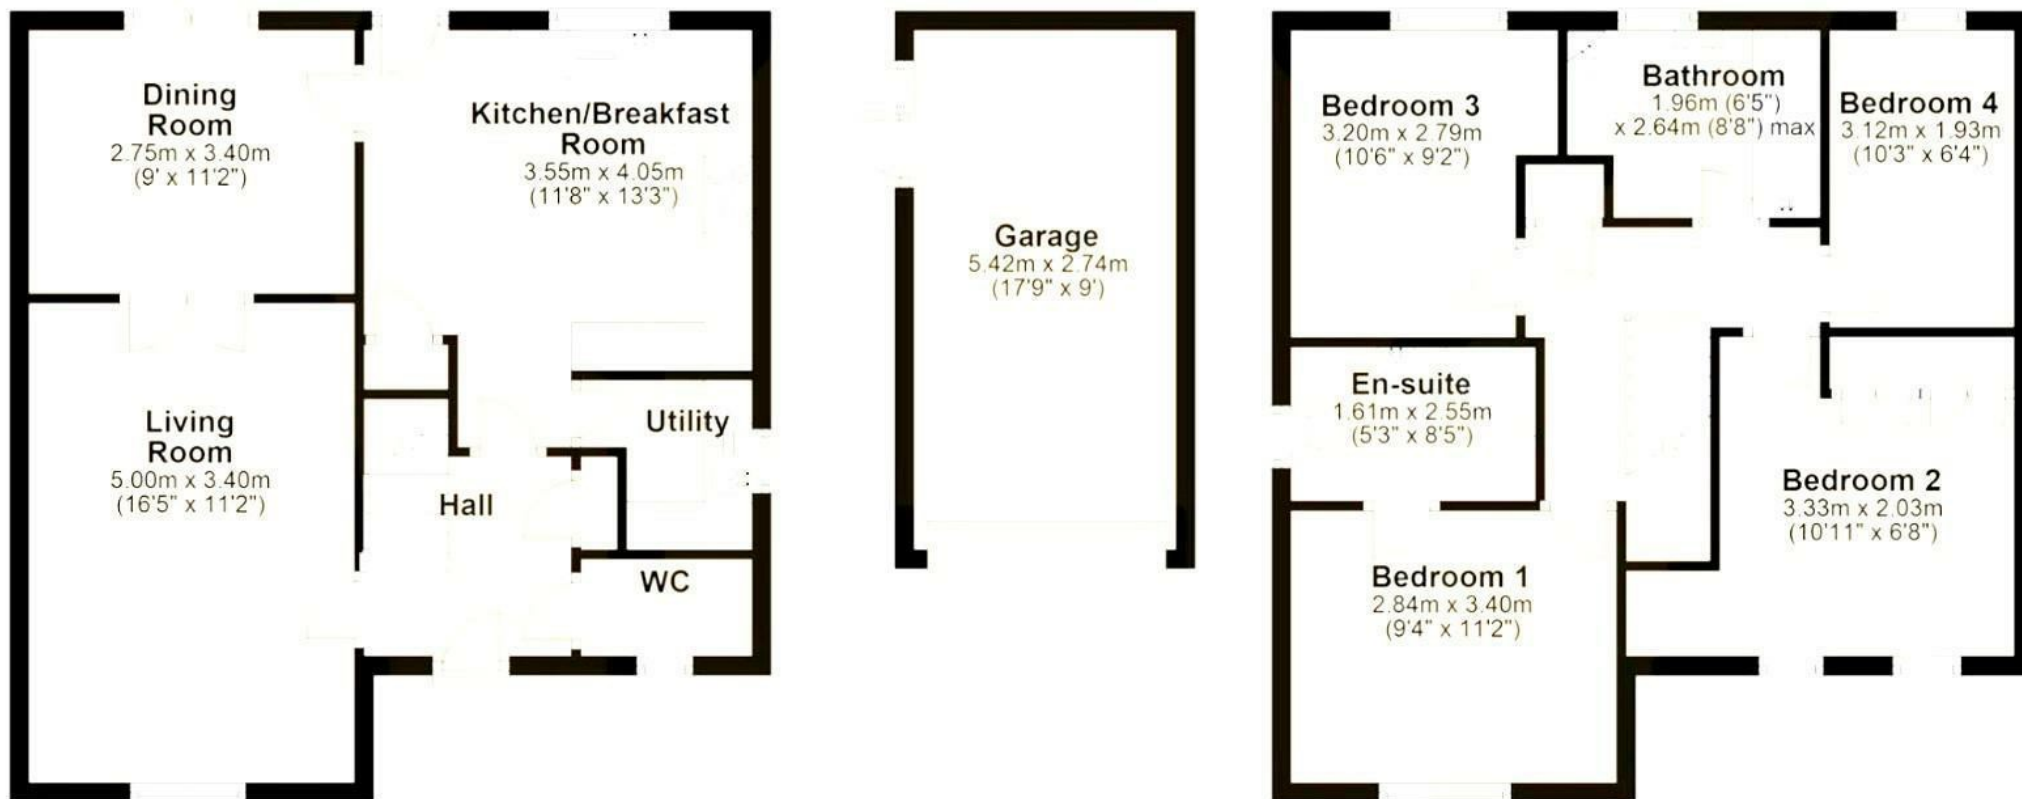 Dining
Room
2.75m x 3.40m
(9' x 11'2")
Kitchen/Breakfast
Room
3.55m x 4.05m
(11'8" x 13'3")
Living
Room
5.00m x 3.40m
(16'5" x 11'2")
Hall
Utility
WC
Garage
5.42m x 2.74m
(17'9" x 9')
Bedroom 3
3.20m x 2.79m
(10'6" x 9'2")
Bathroom
1.96m (6'5")
x 2.64m (8'8") max
Bedroom 4
3.12m x 1.93m
(10'3" x 6'4")
En-suite
1.61m x 2.55m
(5'3" x 8'5")
Bedroom 2
3.33m x 2.03m
(10'11" x 6'8")
Bedroom 1
2.84m x 3.40m
(9'4" x 11'2")